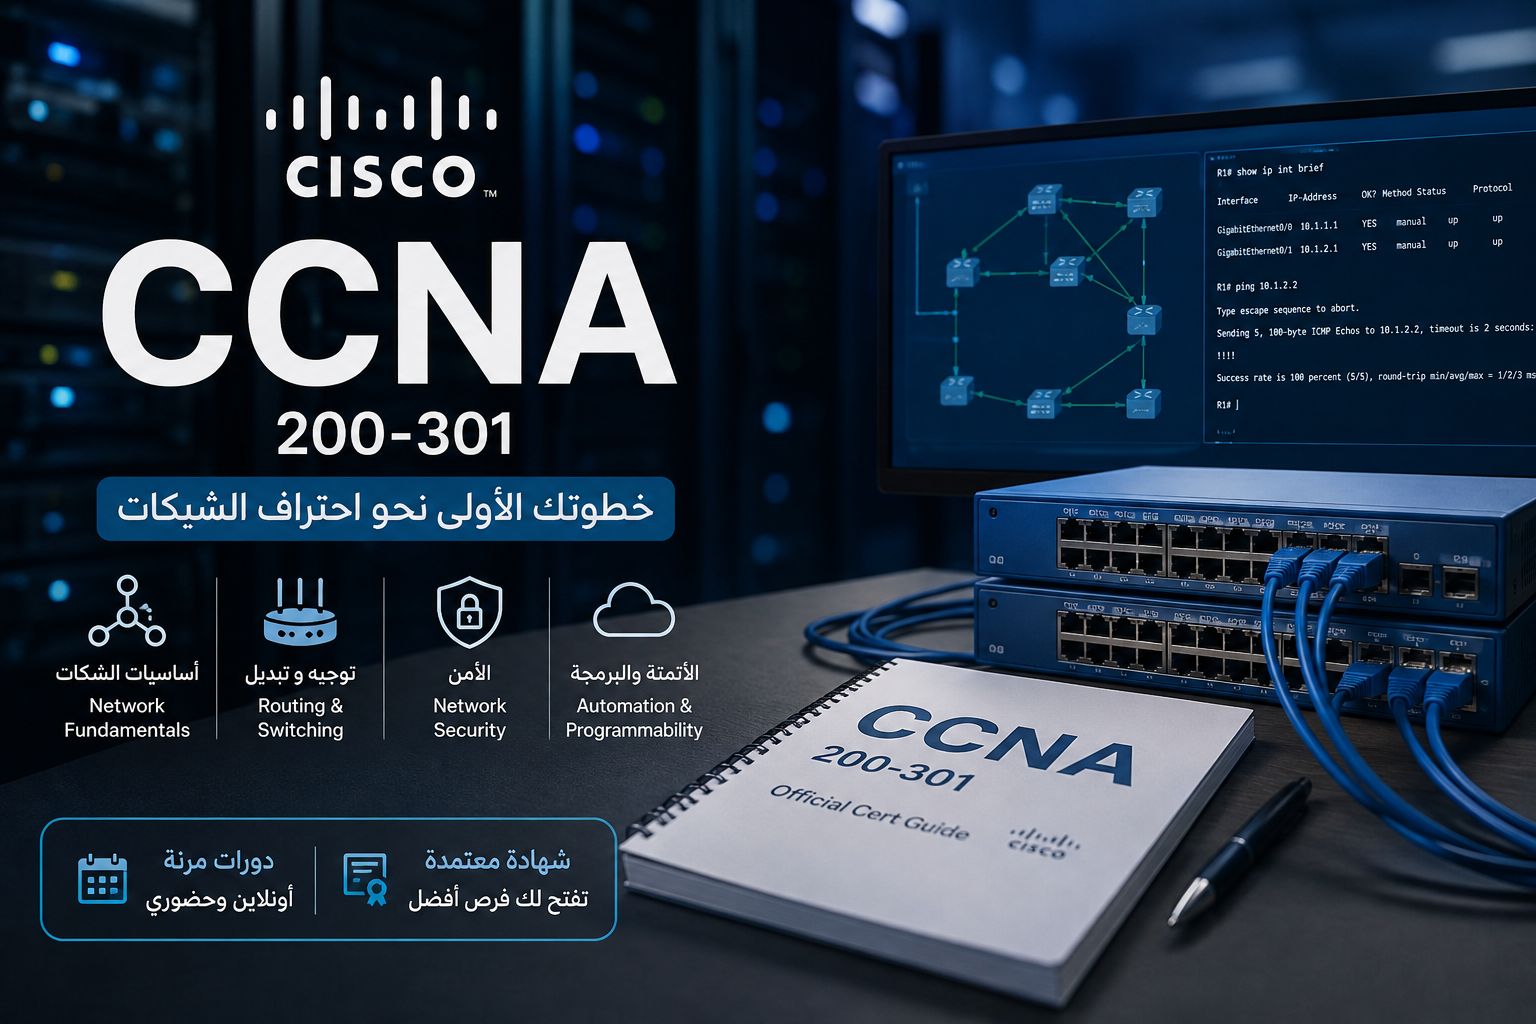 CISCO™
CCNA
200-301
خطوتك الأولى نحو احتراف الشيكات
أساسيات الشكات
Network
Fundamentals
توجيه و تبديل
Routing &
Switching
الأمن
Network
Security
الأتمتة والبرمجة
Automation &
Programmability
شهادة معتمدة
تفتح لك فرص أفضل
دورات مرنة
أونلاين وحضوري
R1# show ip int brief
Interface IP-Address OK? Method Status Protocol
GigabitEthernet0/0 10.1.1.1 YES manual up up
GigabitEthernet0/1 10.1.2.1 YES manual up up
R1# ping 10.1.2.2
Type escape sequence to abort.
Sending 5, 100-byte ICMP Echos to 10.1.2.2, timeout is 2 seconds:
!!!!
Success rate is 100 percent (5/5), round-trip min/avg/max = 1/2/3 ms
R1#
CCNA
200-301
Official Cert Guide
CISCO